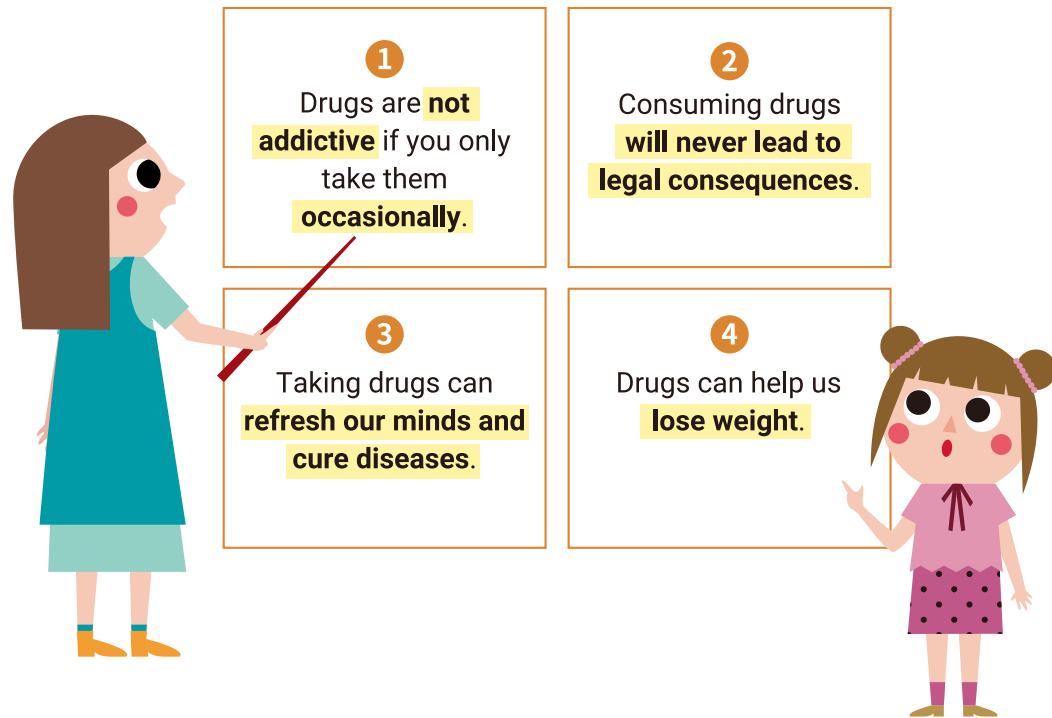 1
Drugs are not
addictive if you only
take them
occasionally.
2
Consuming drugs
will never lead to
legal consequences.
3
Taking drugs can
refresh our minds and
cure diseases.
4
Drugs can help us
lose weight.